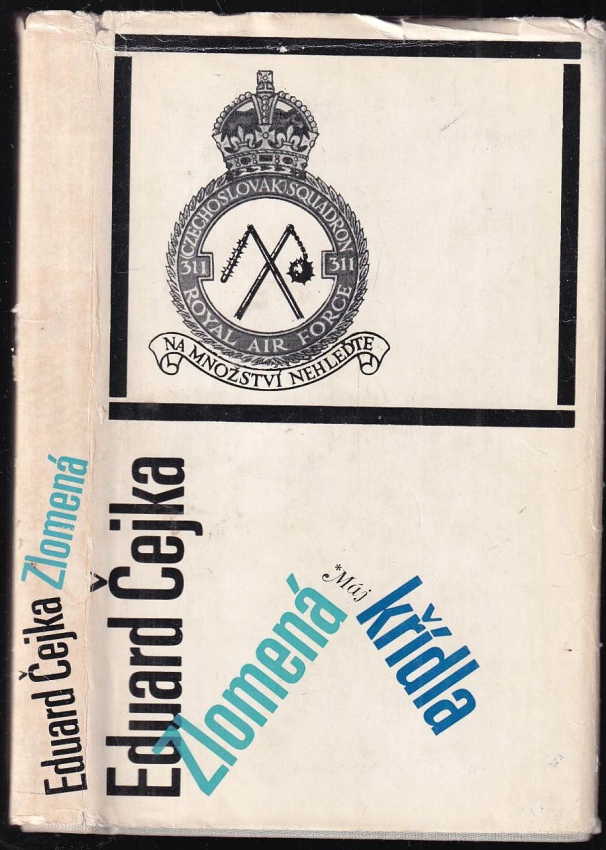 CZECHOSLOVAK SQUADRON
311 311
ROYAL AIR FORCE
NA MNOŽSTVÍ NEHLEĎTE
Eduard Čejka
Zlomená
*Máj
křídla
Eduard Čejka Zlomená